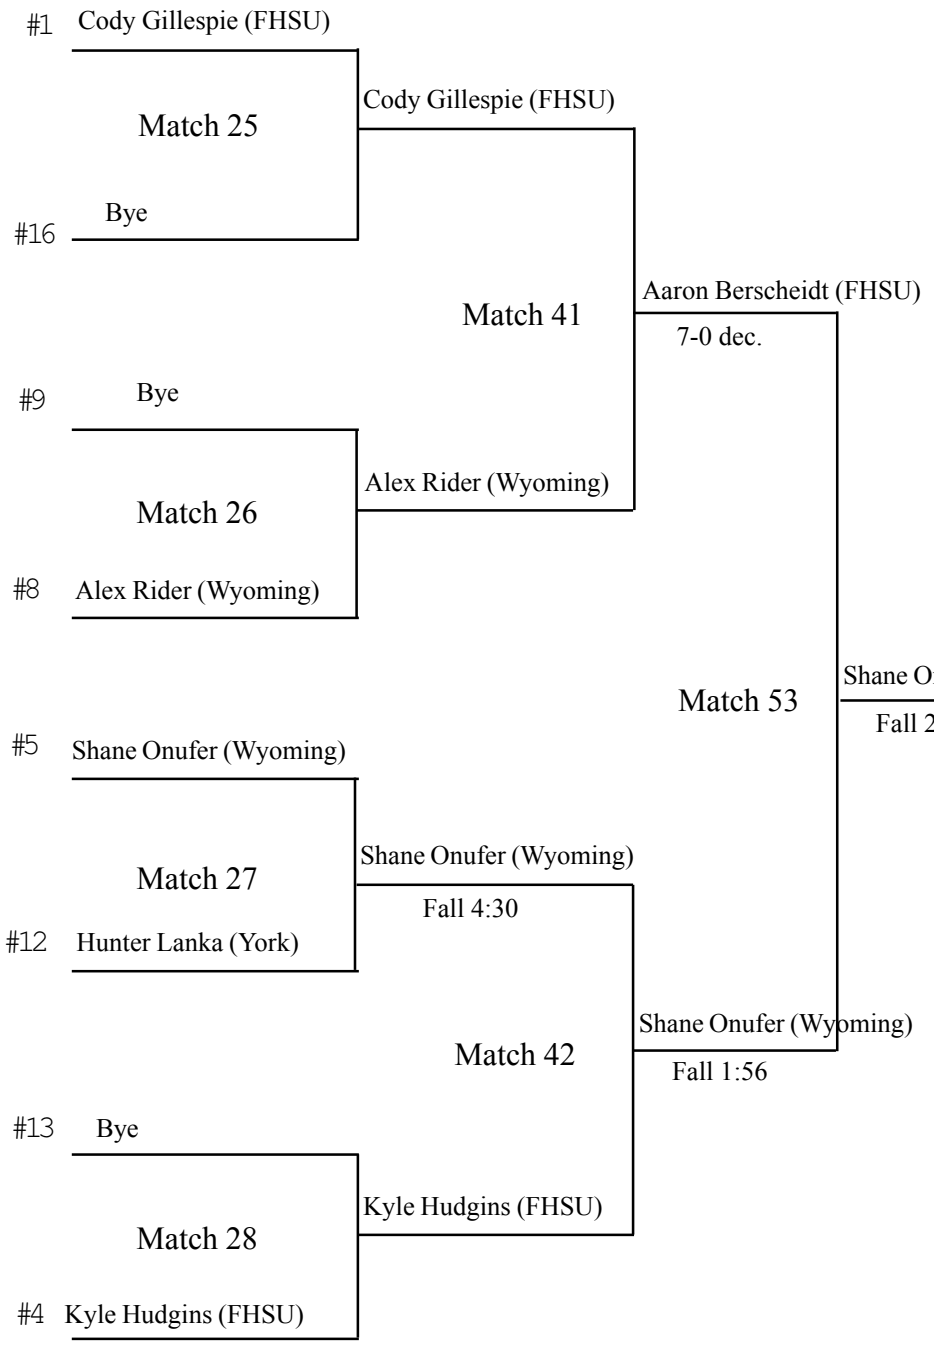 #1 Cody Gillespie (FHSU)
Cody Gillespie (FHSU)
Match 25
Bye
#16
Aaron Berscheidt (FHSU)
Match 41
7-0 dec.
#9 Bye
Alex Rider (Wyoming)
Match 26
#8 Alex Rider (Wyoming)
Shane
Match 53
Fall
#5 Shane Onufer (Wyoming)
Shane Onufer (Wyoming)
Match 27
Fall 4:30
#12 Hunter Lanka (York)
Shane Onufer (Wyoming)
Match 42
Fall 1:56
#13 Bye
Kyle Hudgins (FHSU)
Match 28
#4 Kyle Hudgins (FHSU)